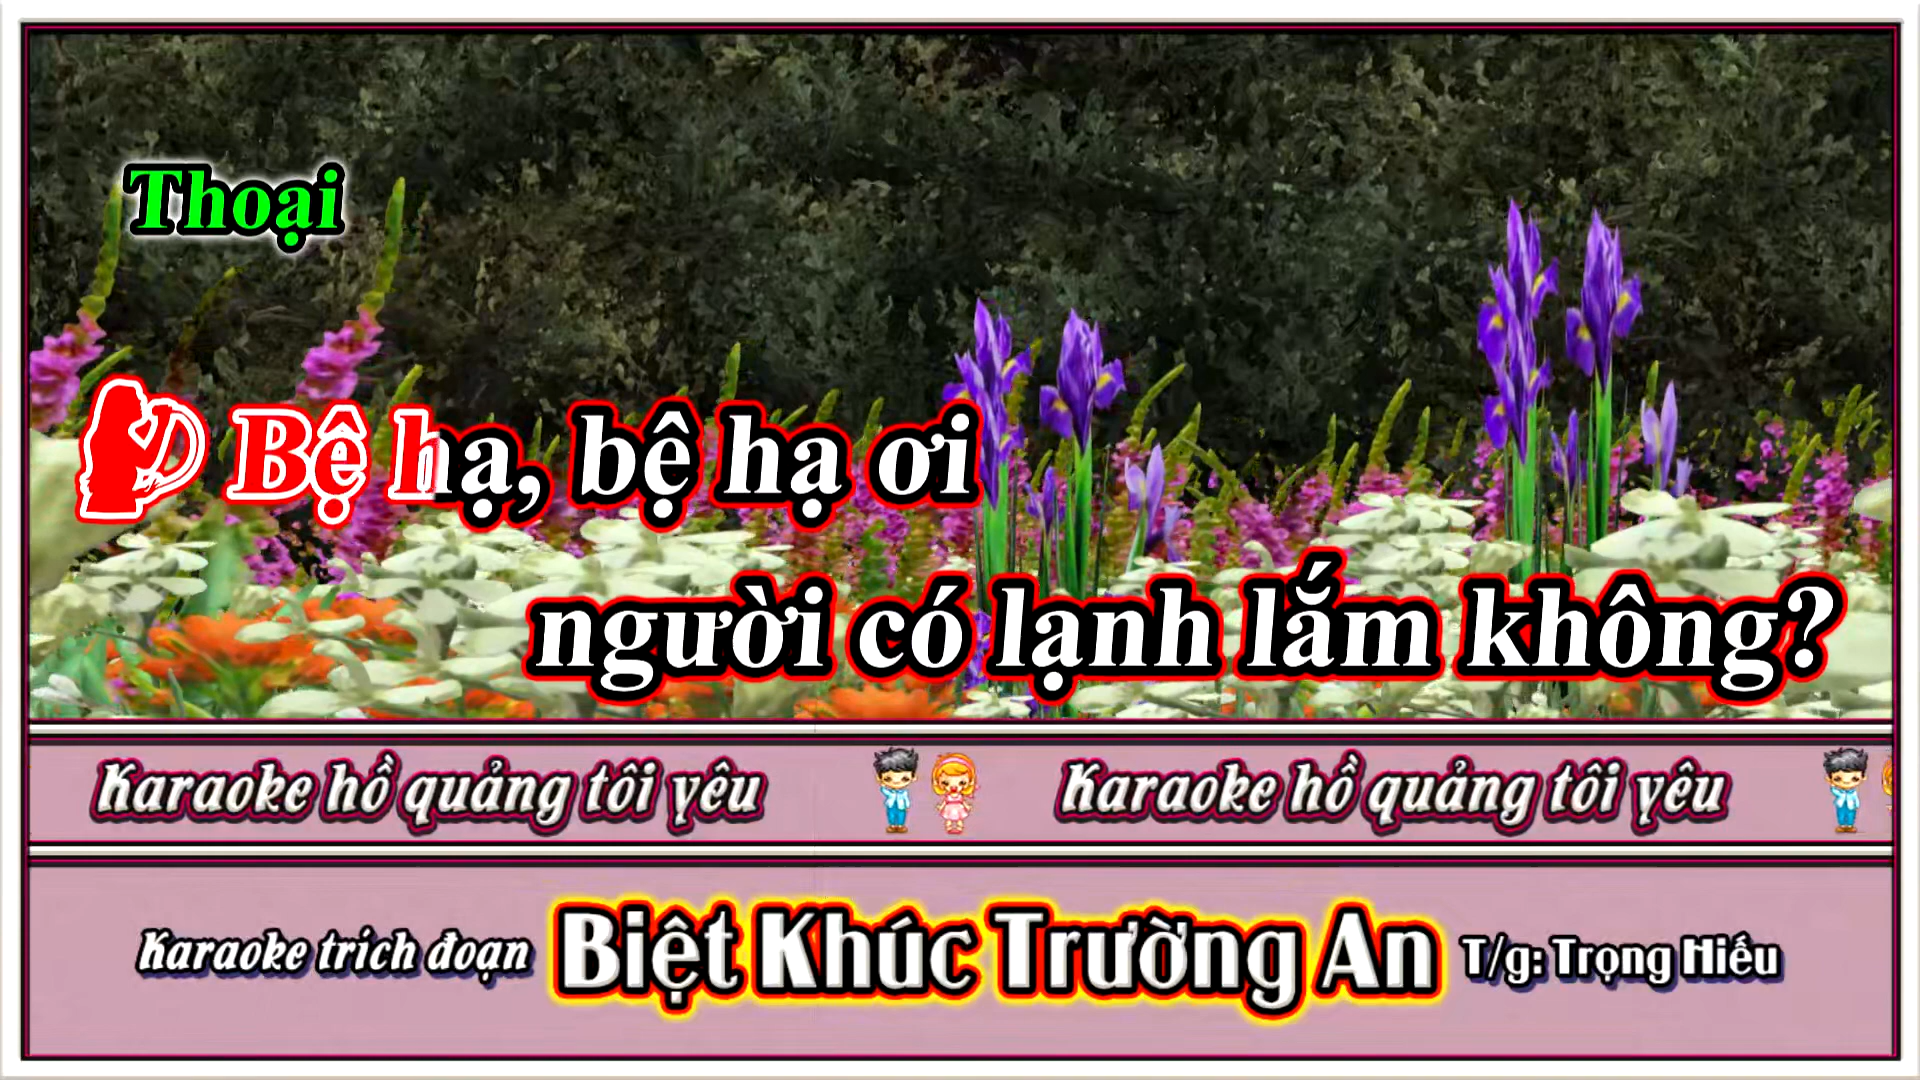 Thoại
Bệ hạ, bệ hạ ơi
người có lạnh lắm không?
Karaoke hồ quảng tôi yêu Karaoke hồ quảng tôi yêu
Karaoke trích đoạn Biệt Khúc Trường An T/g: Trọng Hiếu